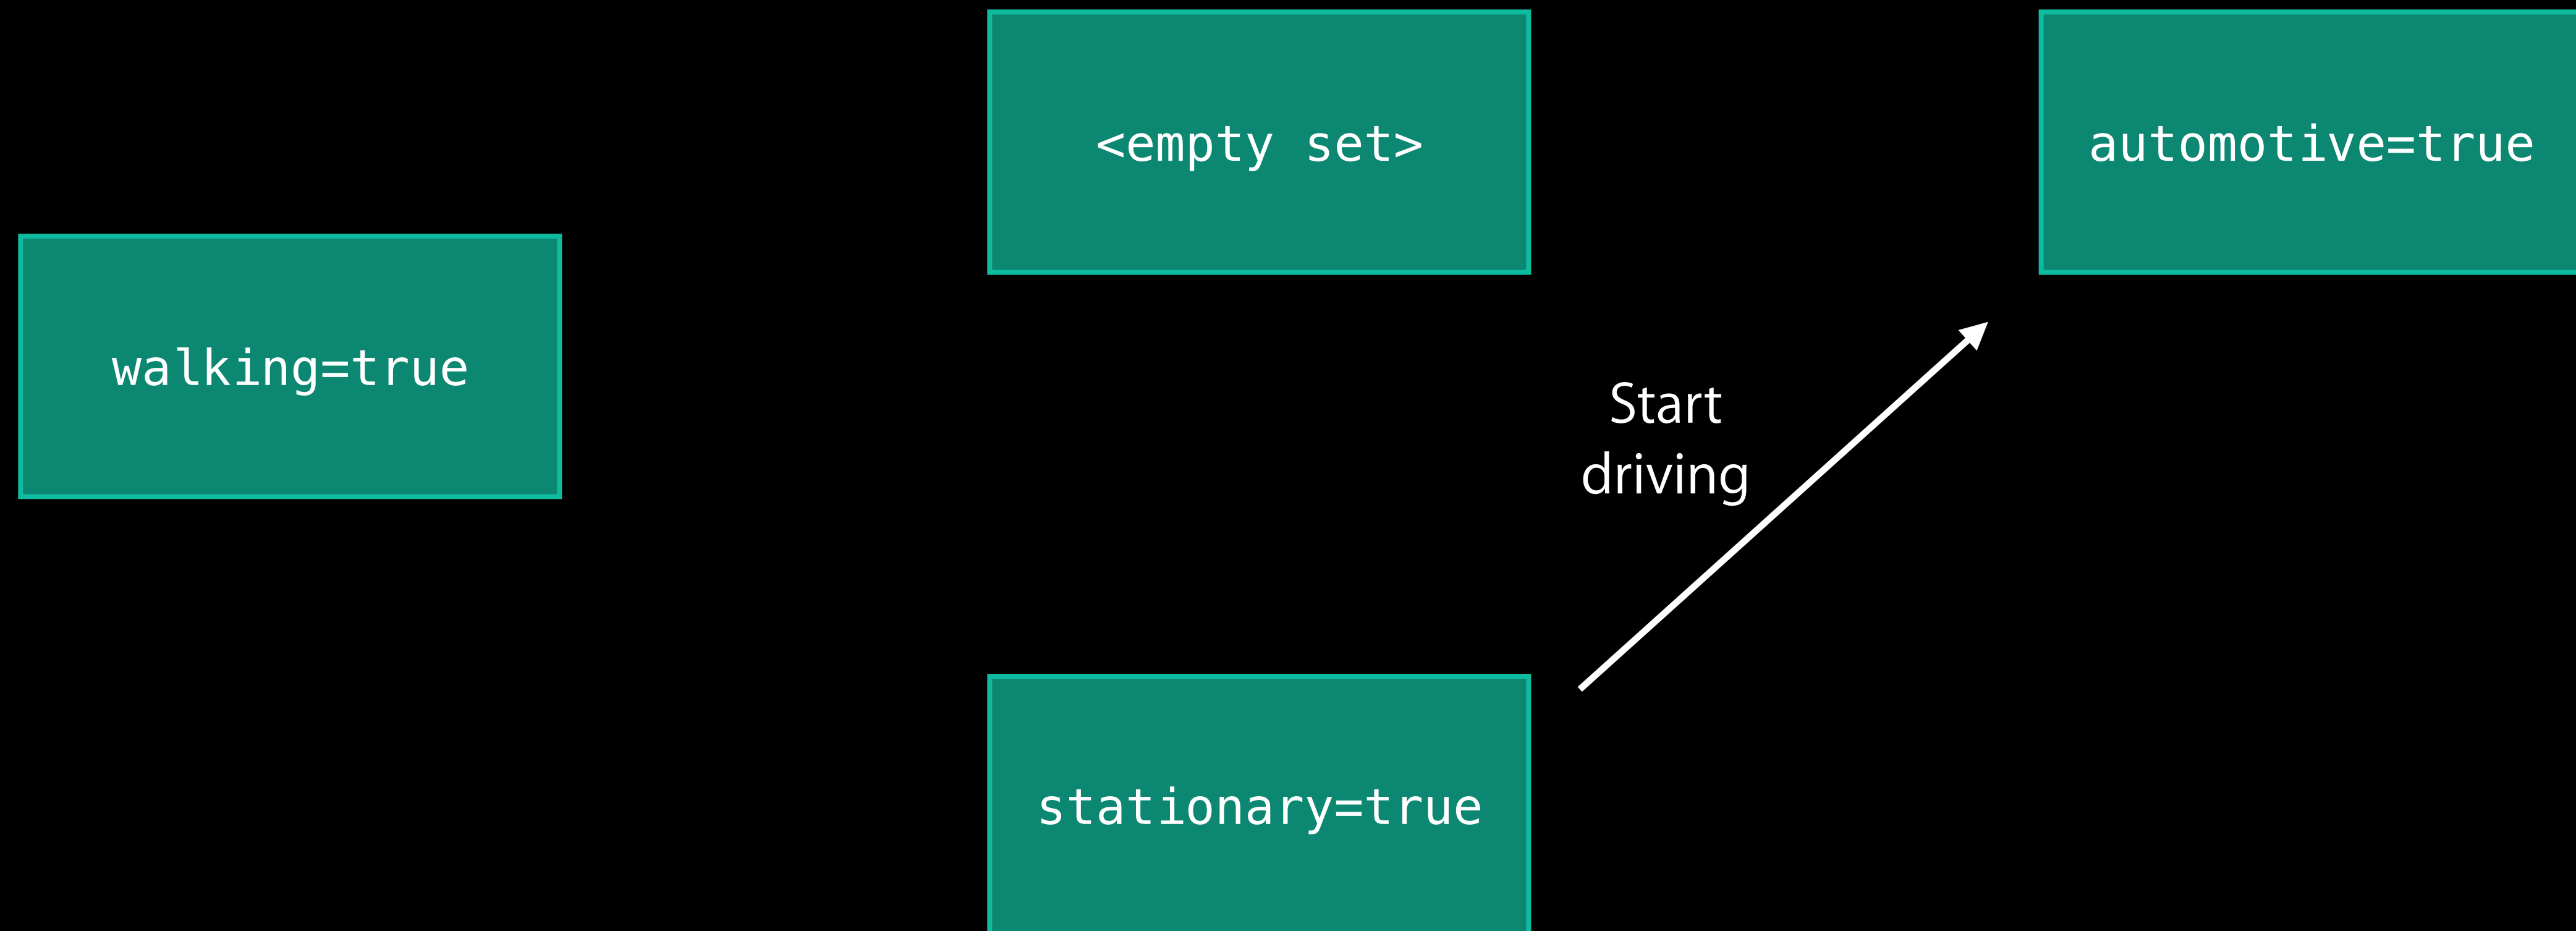 <empty set>
automotive=true
walking=true
Start
driving
stationary=true